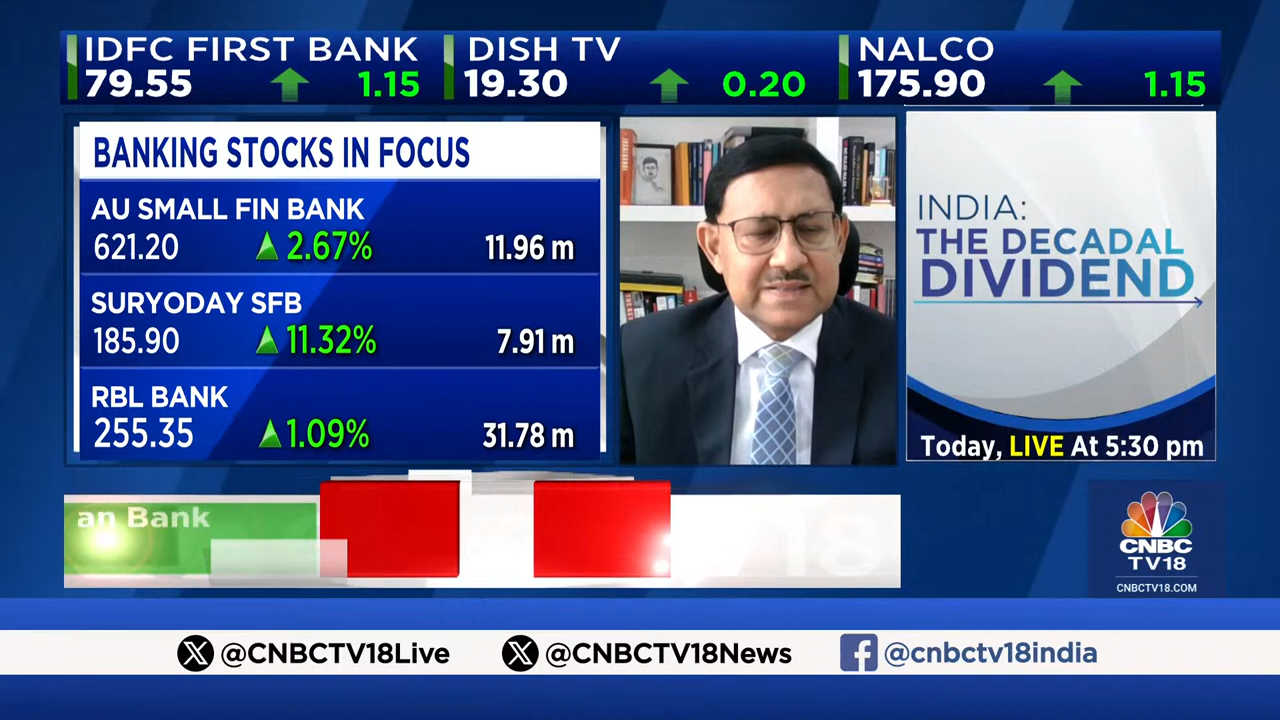 IDFC FIRST BANK
79.55 1.15
DISH TV
19.30 0.20
NALCO
175.90 1.15
BANKING STOCKS IN FOCUS
AU SMALL FIN BANK
621.20 2.67% 11.96 m
SURYODAY SFB
185.90 11.32% 7.91 m
RBL BANK
255.35 1.09% 31.78 m
INDIA:
THE DECADAL
DIVIDEND
Today, LIVE At 5:30 pm
an Bank
18
CNBC
TV18
CNBCTV18.COM
@CNBCTV18Live
@CNBCTV18News
@cnbctv18india